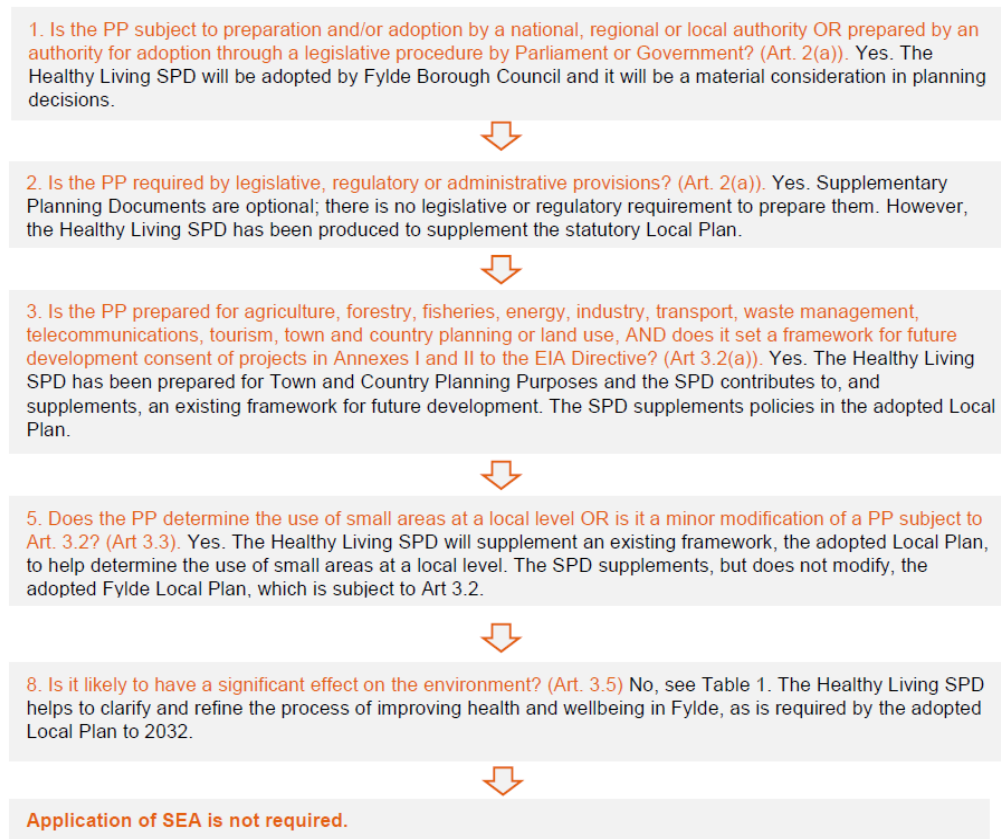 1. Is the PP subject to preparation and/or adoption by a national, regional or local authority OR prepared by an
authority for adoption through a legislative procedure by Parliament or Government? (Art. 2(a)). Yes. The
Healthy Living SPD will be adopted by Fylde Borough Council and it will be a material consideration in planning
decisions.
2. Is the PP required by legislative, regulatory or administrative provisions? (Art. 2(a)). Yes. Supplementary
Planning Documents are optional; there is no legislative or regulatory requirement to prepare them. However,
the Healthy Living SPD has been produced to supplement the statutory Local Plan.
3. Is the PP prepared for agriculture, forestry, fisheries, energy, industry, transport, waste management,
telecommunications, tourism, town and country planning or land use, AND does it set a framework for future
development consent of projects in Annexes I and II to the EIA Directive? (Art 3.2(a)). Yes. The Healthy Living
SPD has been prepared for Town and Country Planning Purposes and the SPD contributes to, and
supplements, an existing framework for future development. The SPD supplements policies in the adopted Local
Plan.
5. Does the PP determine the use of small areas at a local level OR is it a minor modification of a PP subject to
Art. 3.2? (Art 3.3). Yes. The Healthy Living SPD will supplement an existing framework, the adopted Local Plan,
to help determine the use of small areas at a local level. The SPD supplements, but does not modify, the
adopted Fylde Local Plan, which is subject to Art 3.2.
8. Is it likely to have a significant effect on the environment? (Art. 3.5) No, see Table 1. The Healthy Living SPD
helps to clarify and refine the process of improving health and wellbeing in Fylde, as is required by the adopted
Local Plan to 2032.
Application of SEA is not required.